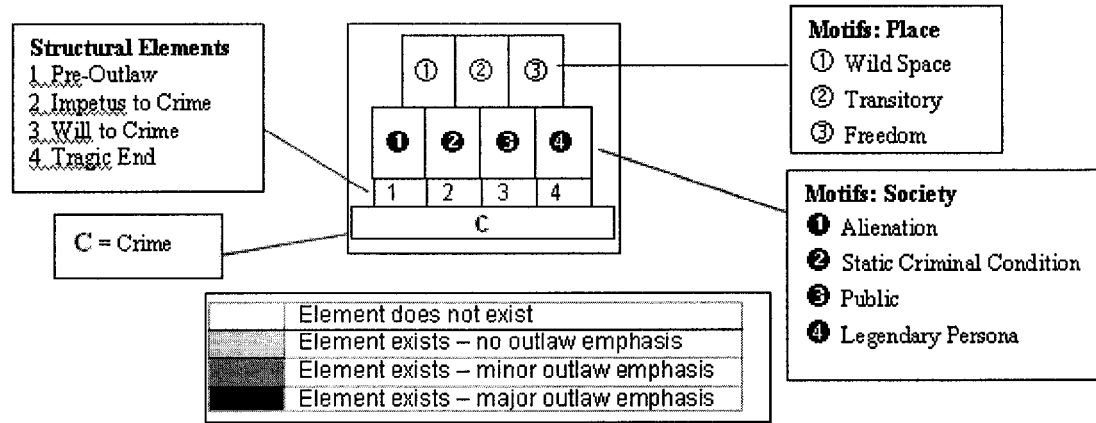 Structural Elements
1 Pre-Outlaw
2 Impetus to Crime
3 Will to Crime
4 Tragic End
C = Crime
① ② ③
❶ ❷ ❸ ❹
1 2 3 4
C
Motifs: Place
① Wild Space
② Transitory
③ Freedom
Motifs: Society
❶ Alienation
❷ Static Criminal Condition
❸ Public
❹ Legendary Persona
Element does not exist
Element exists – no outlaw emphasis
Element exists – minor outlaw emphasis
Element exists – major outlaw emphasis